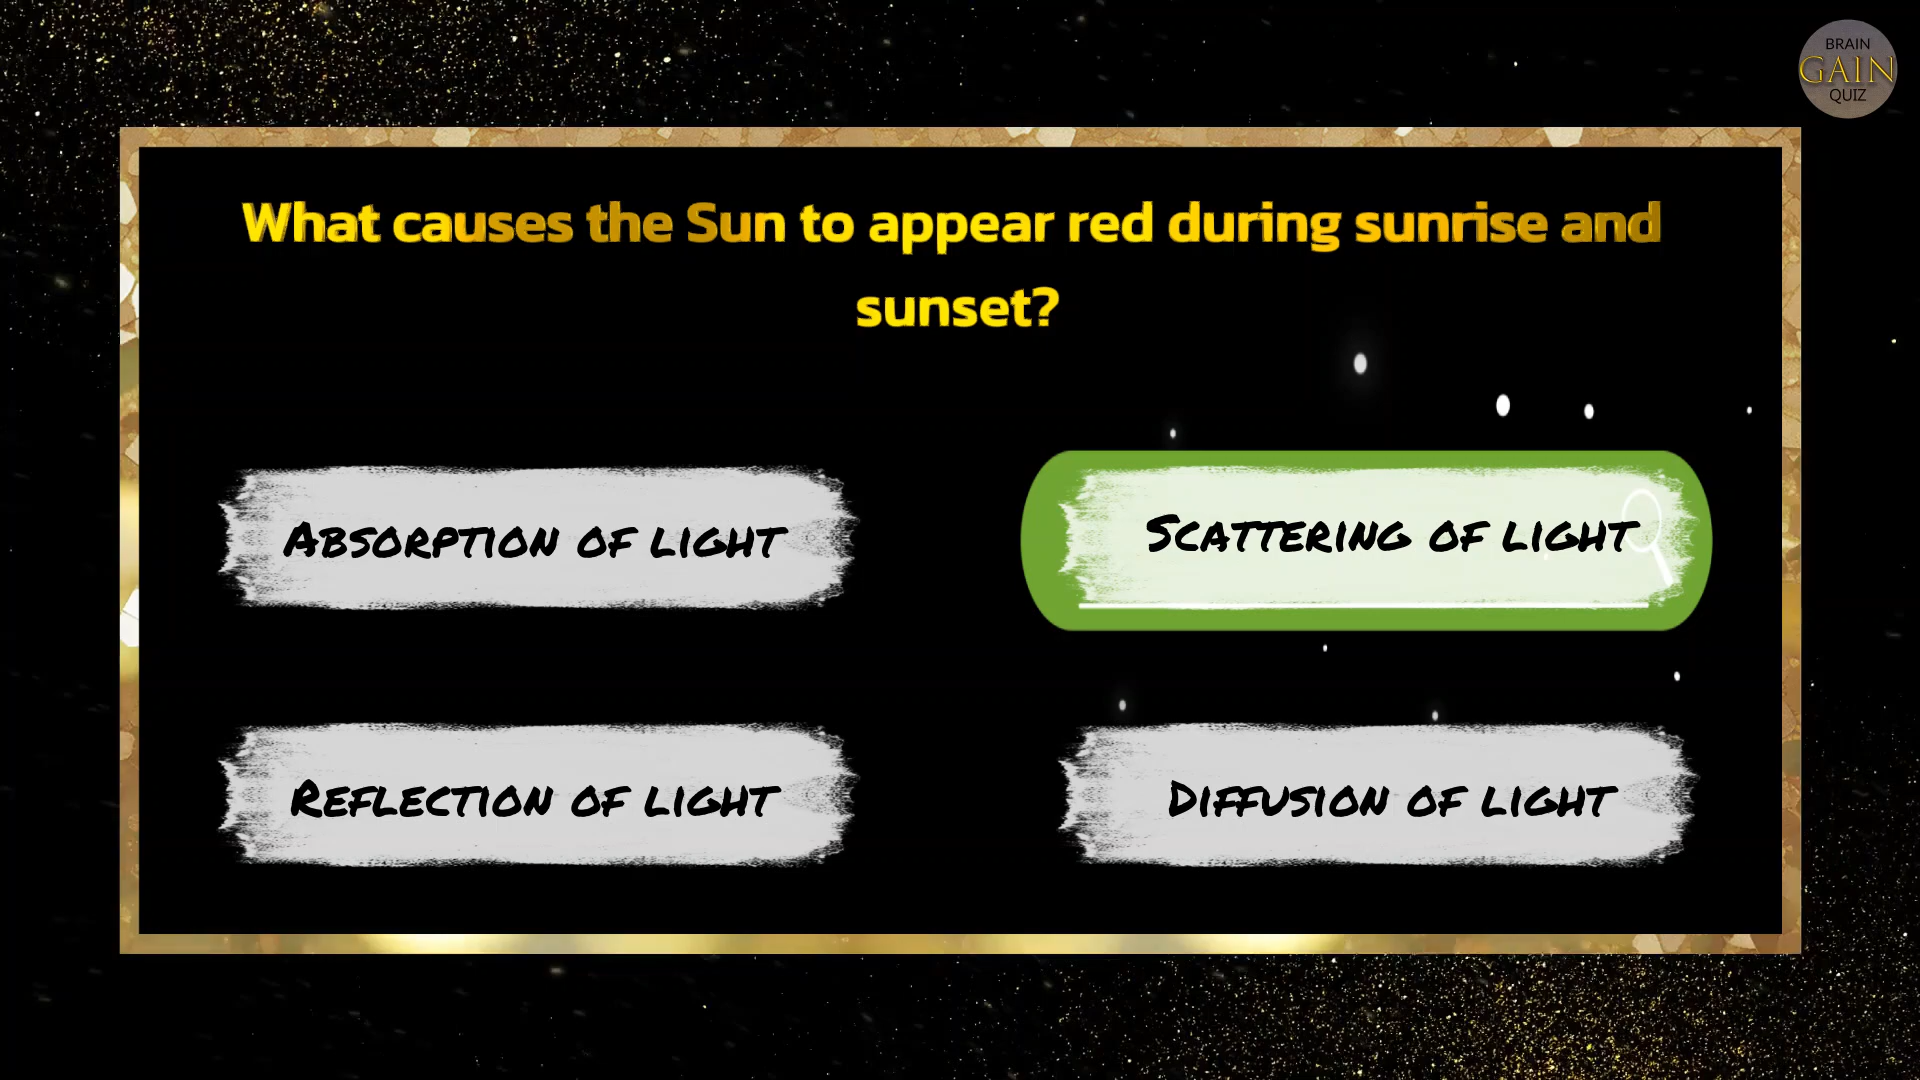 BRAIN
GAIN
QUIZ
What causes the Sun to appear red during sunrise and
sunset?
Absorption of light
Scattering of light
Reflection of light
Diffusion of light